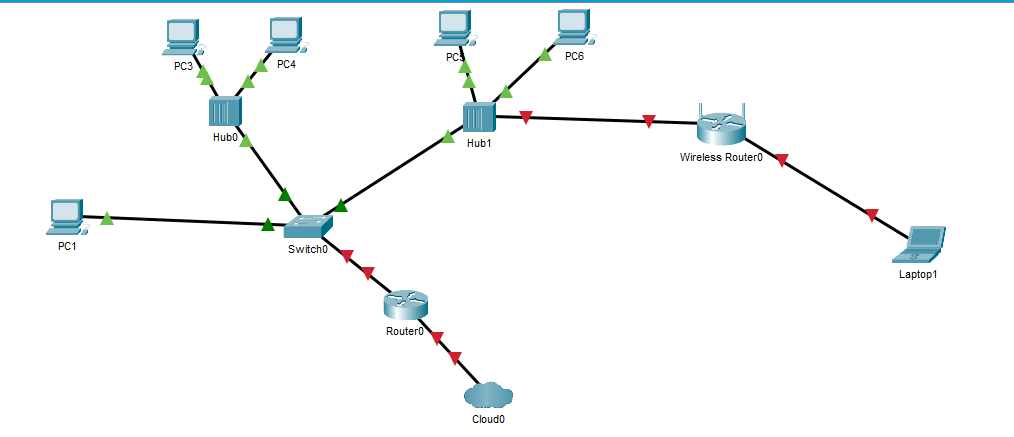 PC3
PC4
PC5
PC6
Hub0
Hub1
Wireless Router0
PC1
Switch0
Laptop1
Router0
Cloud0